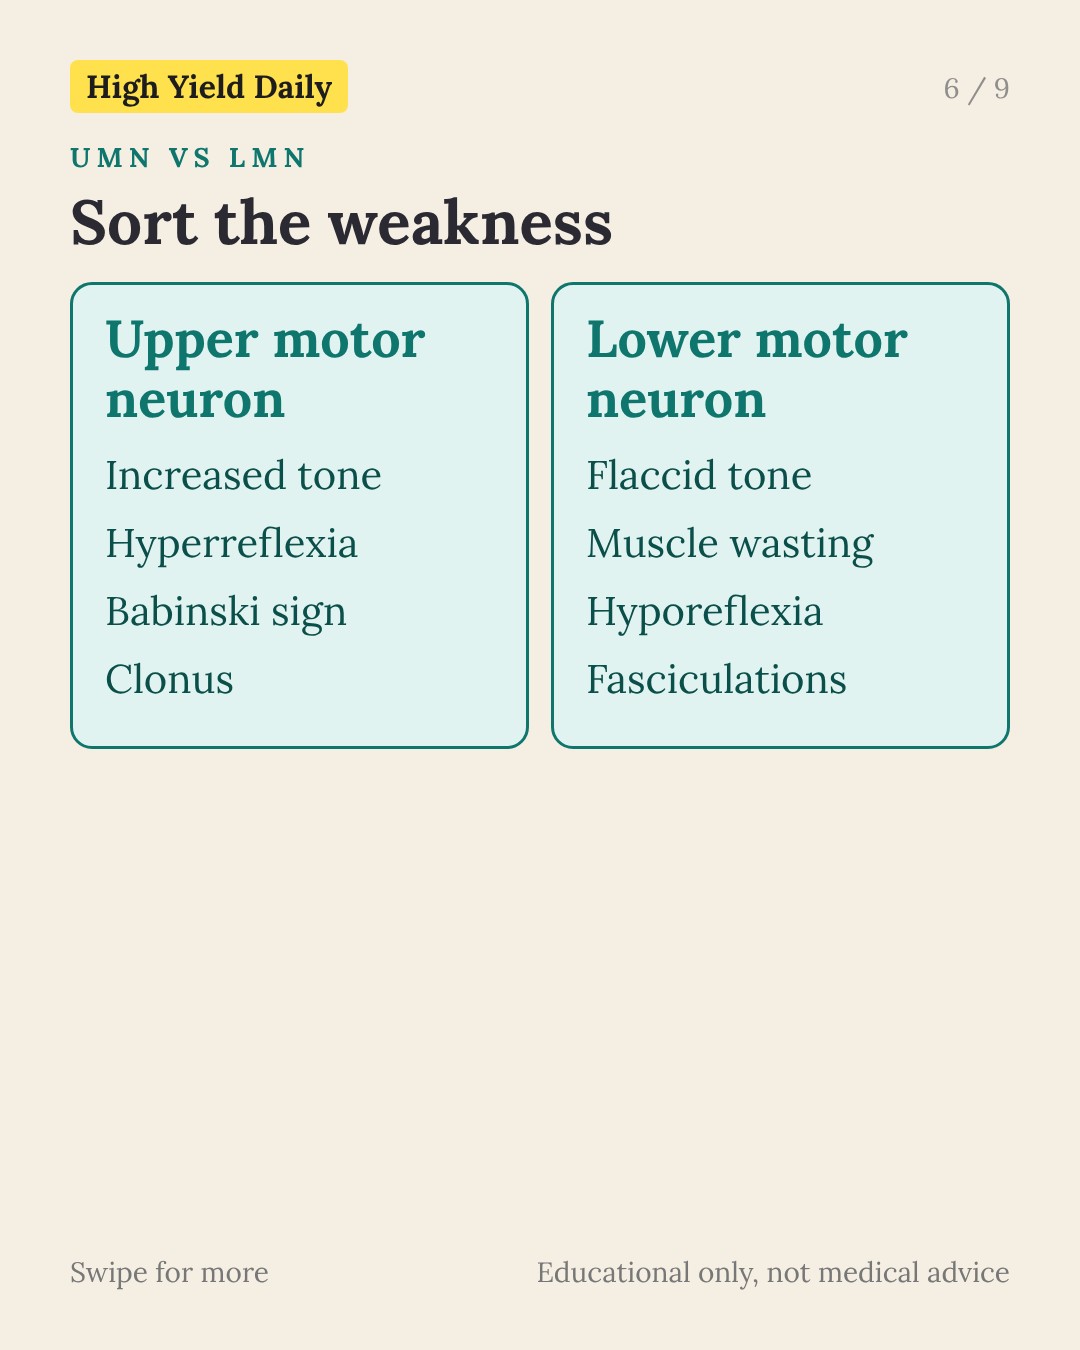 High Yield Daily
6 / 9
UMN VS LMN
Sort the weakness
Upper motor
neuron
Increased tone
Hyperreflexia
Babinski sign
Clonus
Lower motor
neuron
Flaccid tone
Muscle wasting
Hyporeflexia
Fasciculations
Swipe for more
Educational only, not medical advice